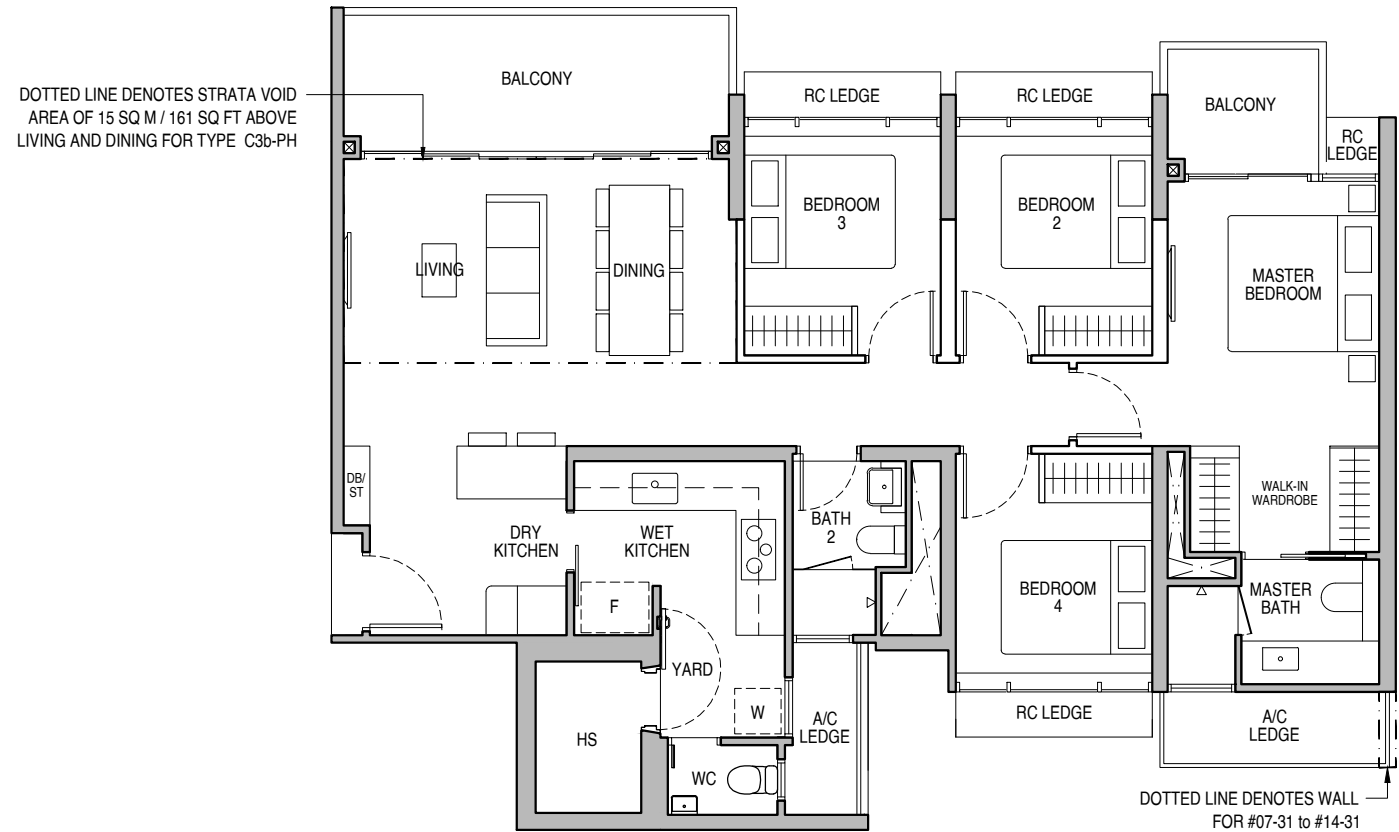 BALCONY
DOTTED LINE DENOTES STRATA VOID
AREA OF 15 SQ M / 161 SQ FT ABOVE
LIVING AND DINING FOR TYPE C3b-PH
RC LEDGE
RC LEDGE
BALCONY
RC
LEDGE
BEDROOM
3
BEDROOM
2
LIVING
DINING
MASTER
BEDROOM
DB/
ST
DRY
KITCHEN
WET
KITCHEN
BATH
2
WALK-IN
WARDROBE
BEDROOM
4
MASTER
BATH
F
YARD
W
A/C
LEDGE
RC LEDGE
A/C
LEDGE
HS
WC
DOTTED LINE DENOTES WALL
FOR #07-31 to #14-31